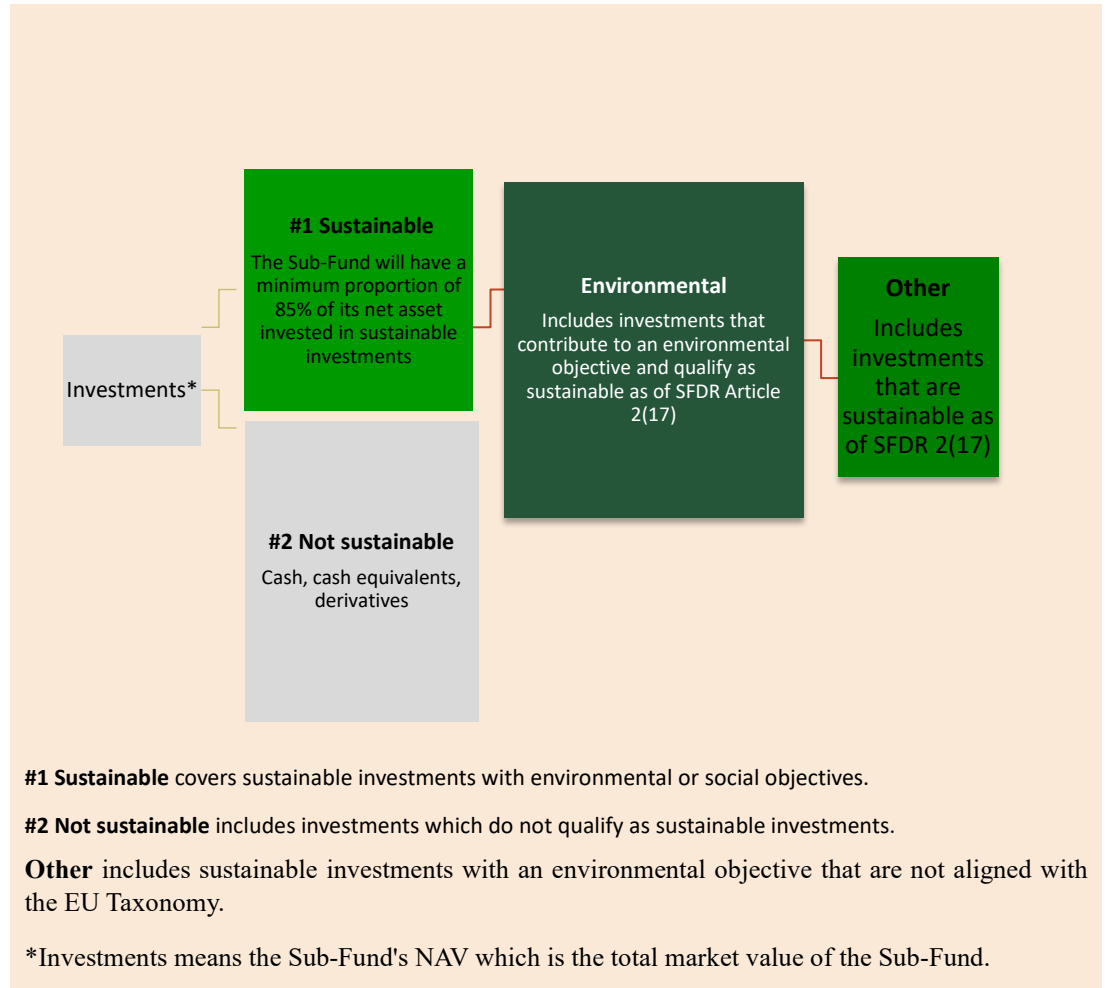 Investments*
#1 Sustainable
The Sub-Fund will have a
minimum proportion of
85% of its net asset
invested in sustainable
investments
#2 Not sustainable
Cash, cash equivalents,
derivatives
Environmental
Includes investments that
contribute to an environmental
objective and qualify as
sustainable as of SFDR Article
2(17)
Other
Includes
investments
that are
sustainable as
of SFDR 2(17)
#1 Sustainable covers sustainable investments with environmental or social objectives.
#2 Not sustainable includes investments which do not qualify as sustainable investments.
Other includes sustainable investments with an environmental objective that are not aligned with
the EU Taxonomy.
*Investments means the Sub-Fund's NAV which is the total market value of the Sub-Fund.